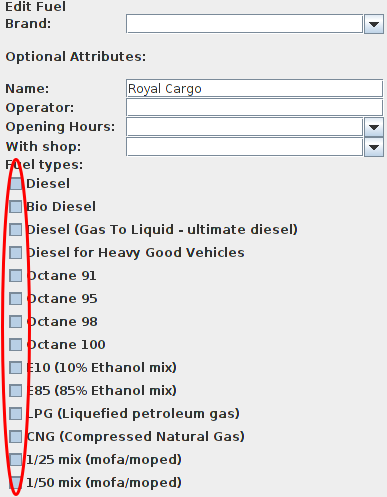 Edit Fuel
Brand:
Optional Attributes:
Name: Royal Cargo
Operator:
Opening Hours:
With shop:
Fuel types:
Diesel
Bio Diesel
Diesel (Gas To Liquid - ultimate diesel)
Diesel for Heavy Good Vehicles
Octane 91
Octane 95
Octane 98
Octane 100
E10 (10% Ethanol mix)
E85 (85% Ethanol mix)
LPG (Liquefied petroleum gas)
CNG (Compressed Natural Gas)
1/25 mix (mofa/moped)
1/50 mix (mofa/moped)